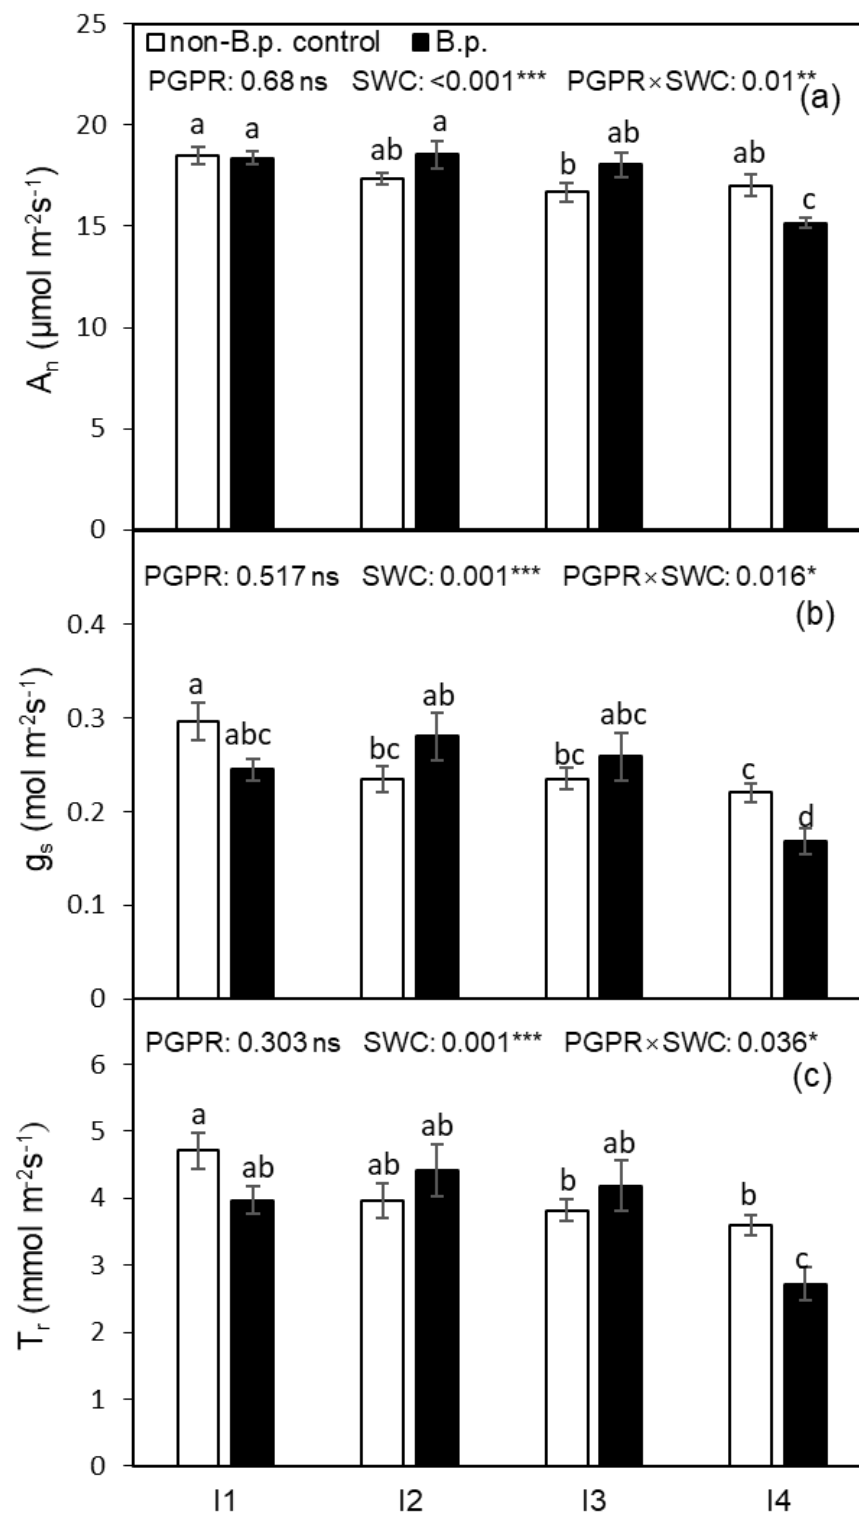 25
non-B.p. control B.p.
PGPR: 0.68 ns SWC: <0.001*** PGPR×SWC: 0.01**
(a)
20
a a ab a b ab ab c
15
10
5
0
An (µmol m-2s-1)
PGPR: 0.517 ns SWC: 0.001*** PGPR×SWC: 0.016*
(b)
0.4
a abc bc ab bc abc c d
0.3
0.2
0.1
0
gs (mol m-2s-1)
PGPR: 0.303 ns SWC: 0.001*** PGPR×SWC: 0.036*
(c)
6
a ab ab ab b ab b c
5
4
3
2
1
0
Tr (mmol m-2s-1)
I1 I2 I3 I4